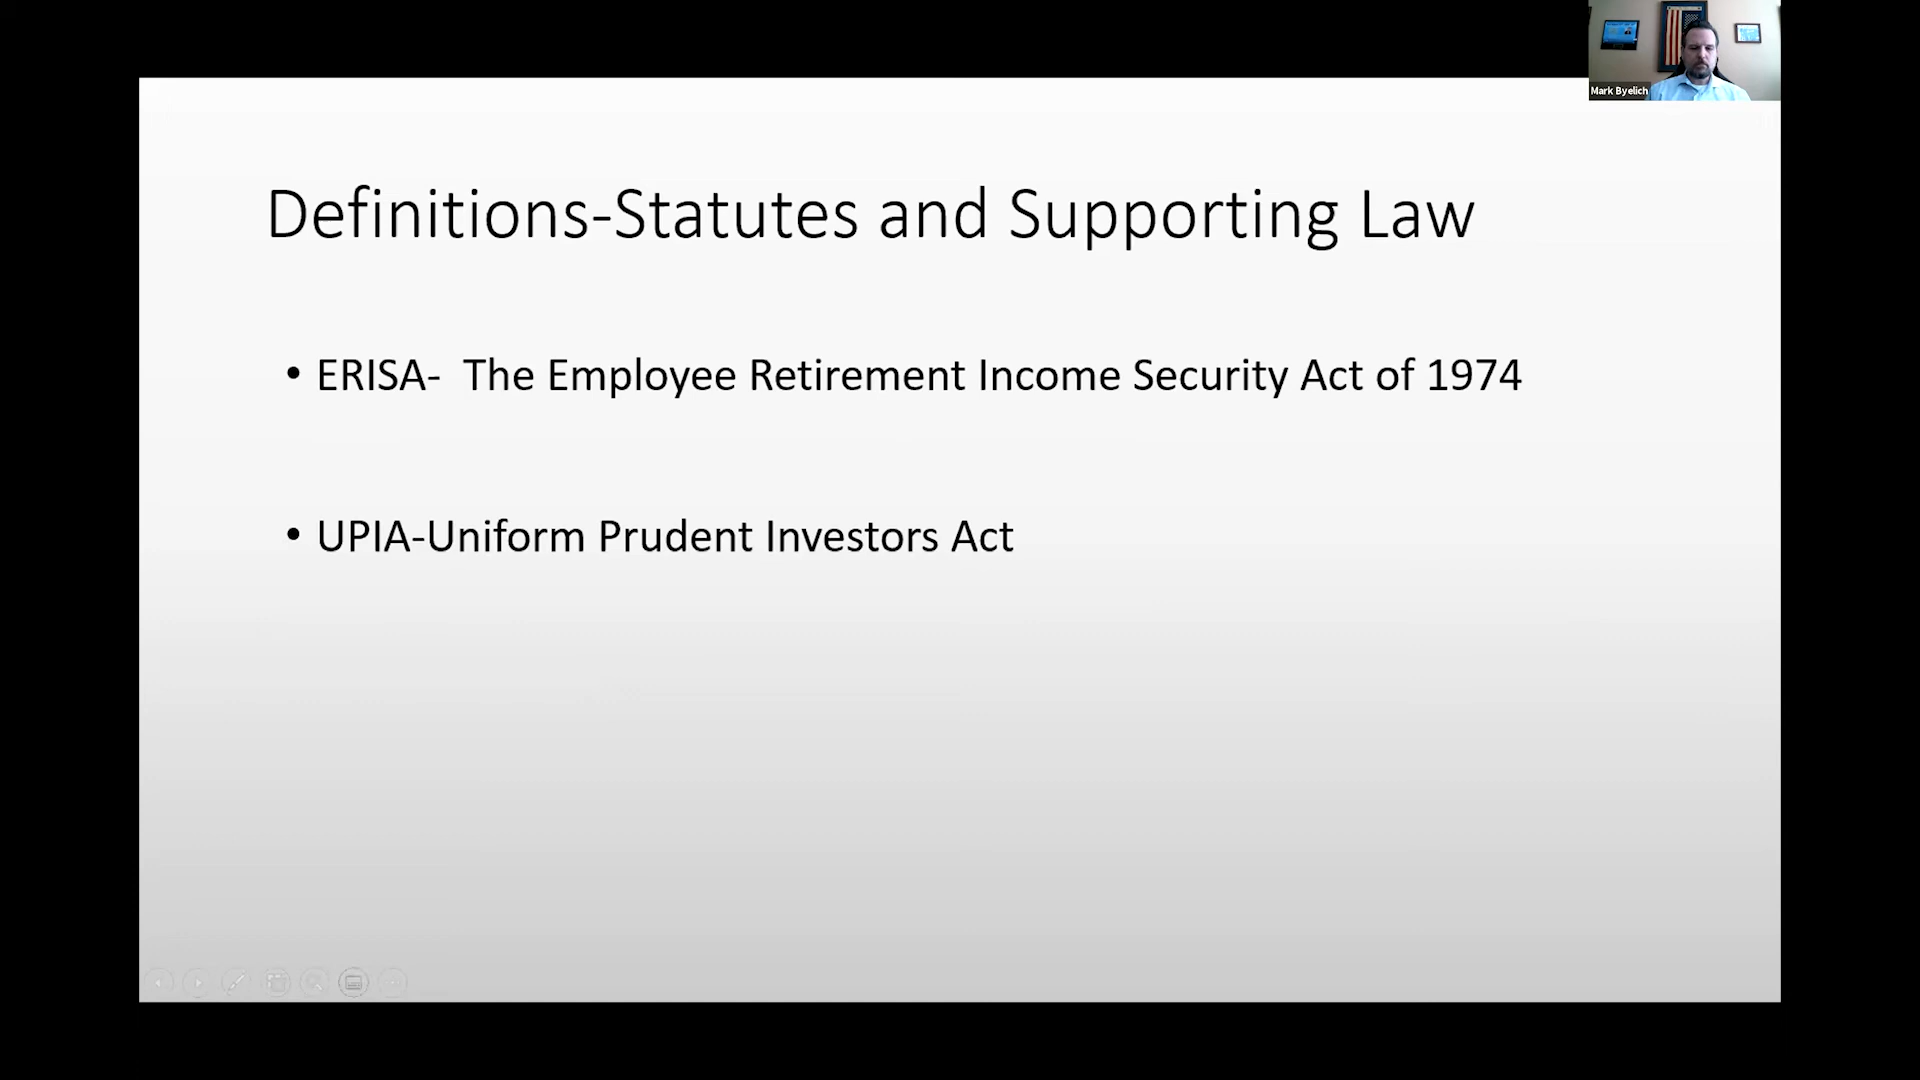 Mark Byelich
Definitions-Statutes and Supporting Law
• ERISA-  The Employee Retirement Income Security Act of 1974
• UPIA-Uniform Prudent Investors Act